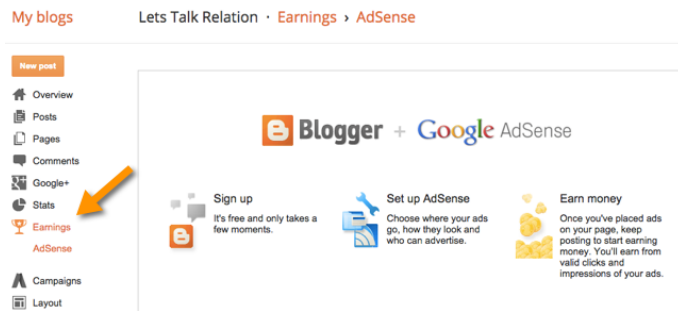 My blogs
Lets Talk Relation · Earnings › AdSense
New post
Overview
Posts
Pages
Comments
Google+
Stats
Earnings
AdSense
Campaigns
Layout
Blogger + Google AdSense
Sign up
It's free and only takes a
few moments.
Set up AdSense
Choose where your ads
go, how they look and
who can advertise.
Earn money
Once you've placed ads
on your page, keep
posting to start earning
money. You'll earn from
valid clicks and
impressions of your ads.